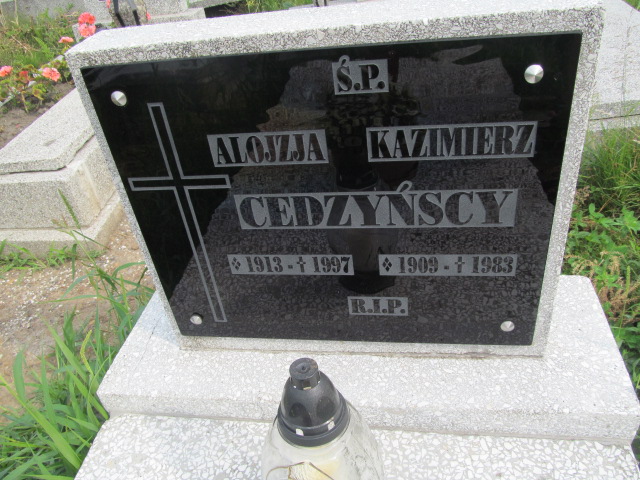 Ś.P.
ALOJZJA KAZIMIERZ
CEDZYŃSCY
1913 - † 1997 1909 - † 1983
R.I.P.